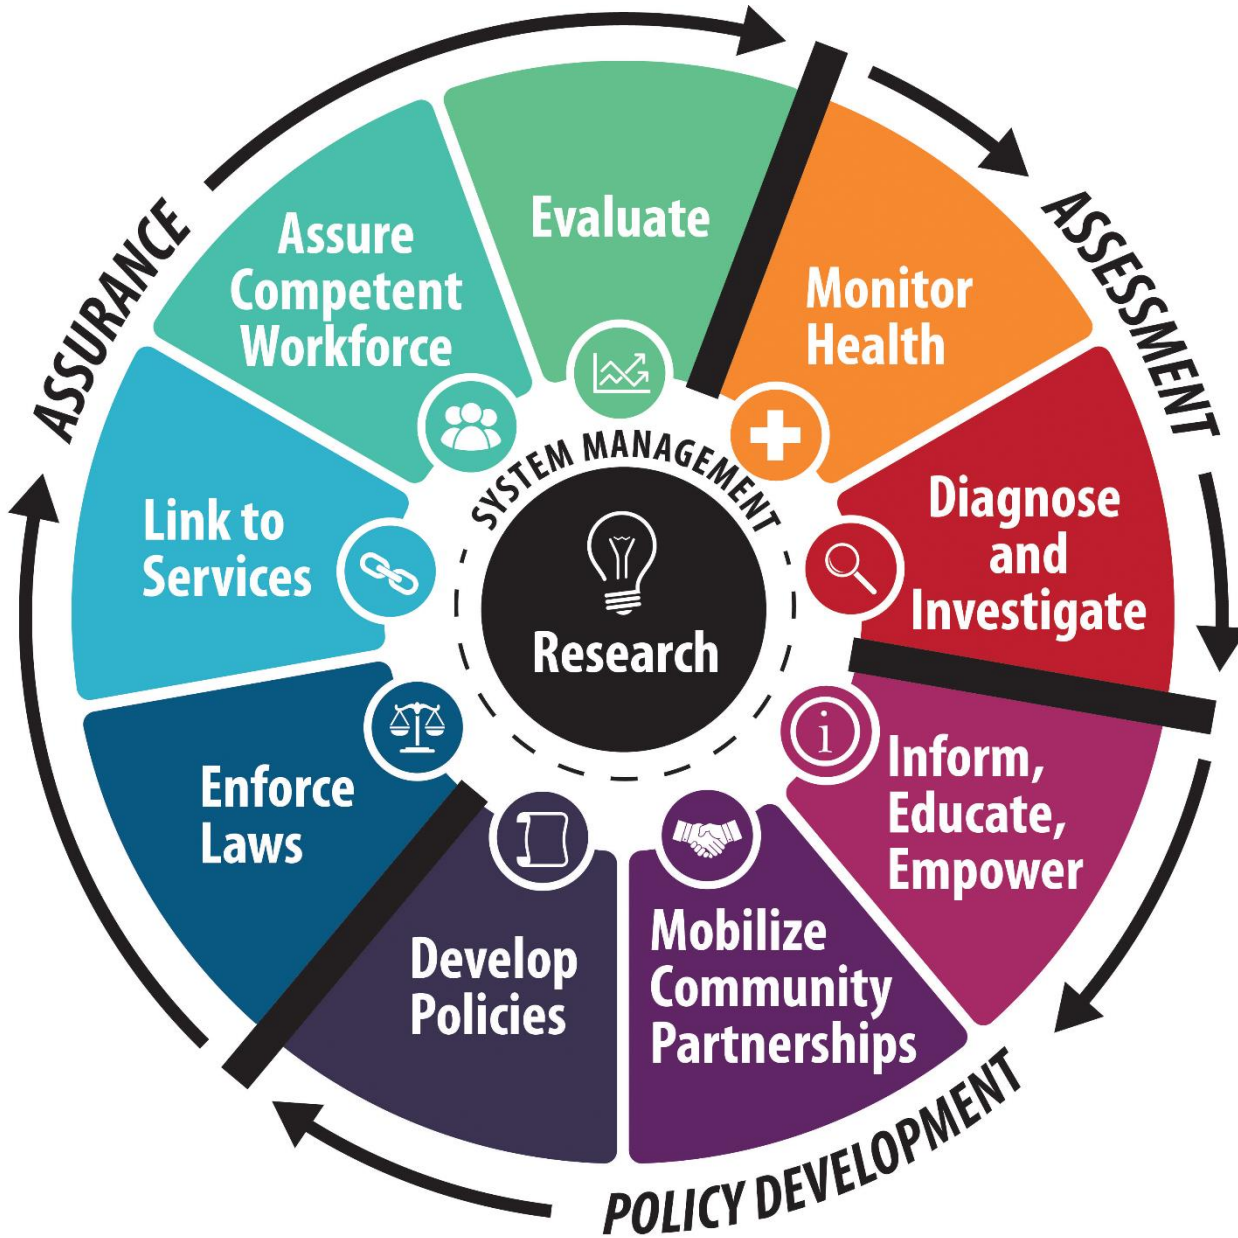 ASSURANCE
ASSESSMENT
POLICY DEVELOPMENT
Evaluate
Monitor
Health
Diagnose
and
Investigate
Inform,
Educate,
Empower
Mobilize
Community
Partnerships
Develop
Policies
Enforce
Laws
Link to
Services
Assure
Competent
Workforce
SYSTEM MANAGEMENT
Research
i